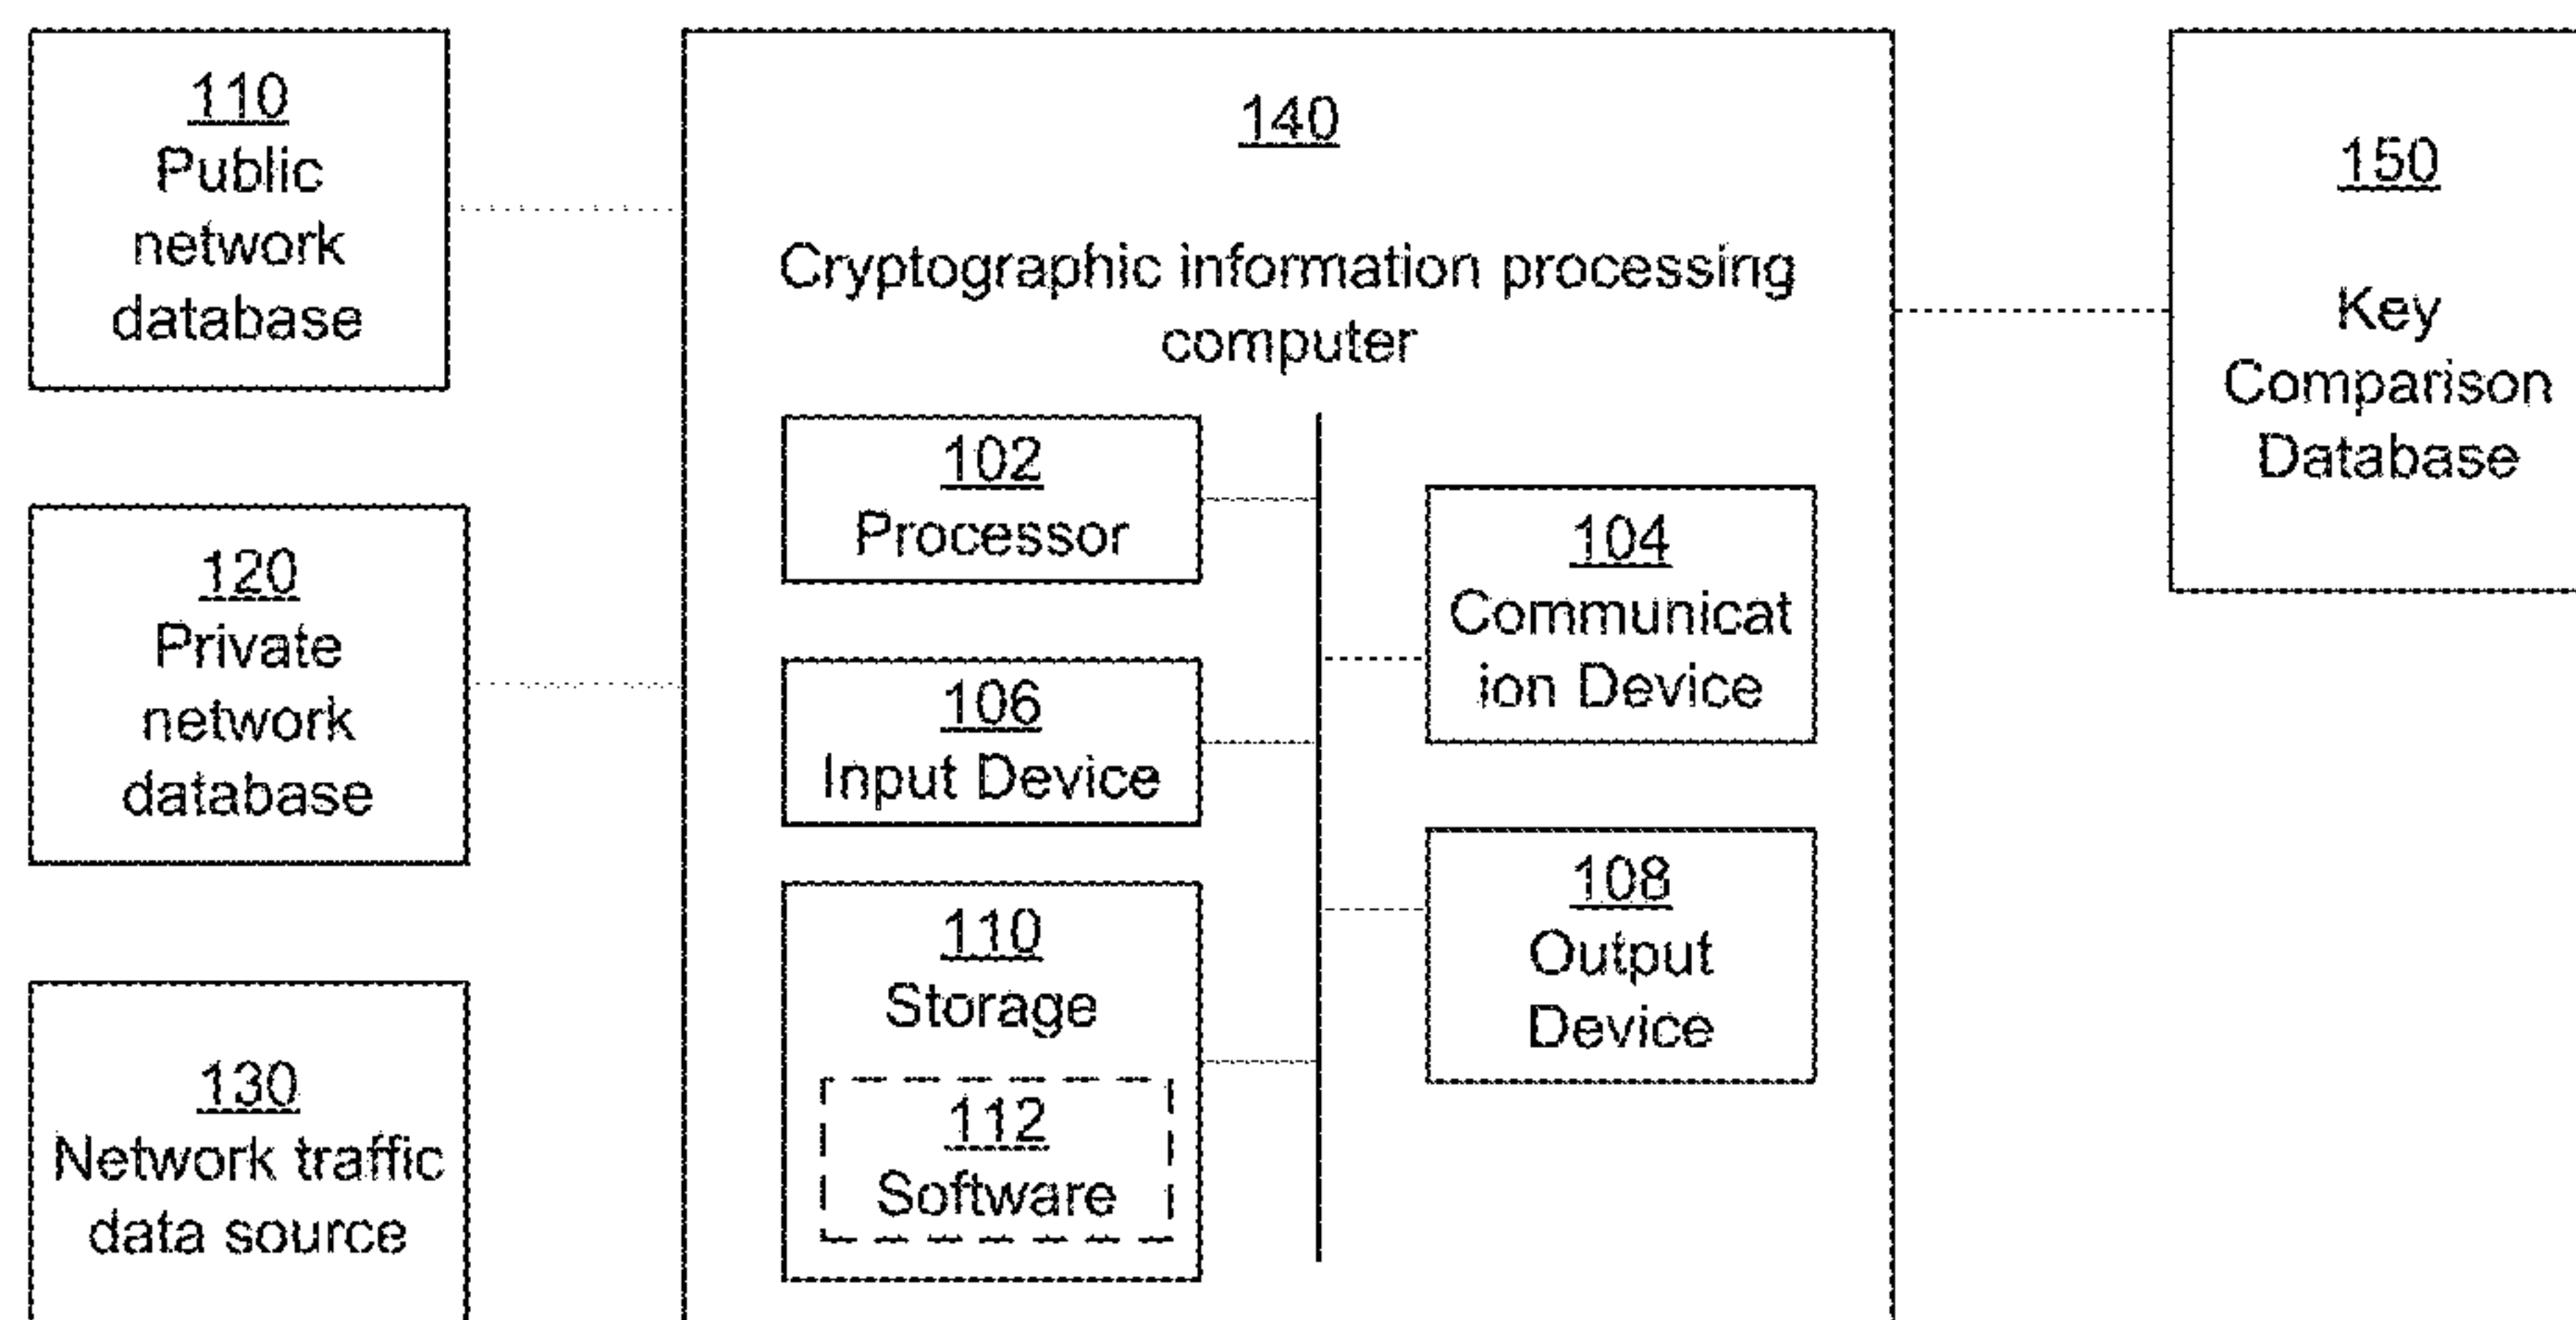 110
Public
network
database
120
Private
network
database
130
Network traffic
data source
140
Cryptographic information processing
computer
102
Processor
106
Input Device
110
Storage
112
Software
104
Communicat
ion Device
108
Output
Device
150
Key
Comparison
Database